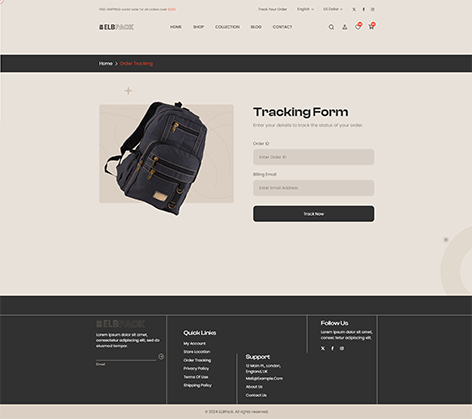 FREE SHIPPING world wide for all orders over $200
Track Your Order
English
US Dollar
ELBPACK
HOME
SHOP
COLLECTION
BLOG
CONTACT
Home > Order Tracking
Tracking Form
Enter your details to track the status of your order.
Order ID
Enter Order ID
Billing Email
Enter Email Address
Track Now
ELBPACK
Lorem ipsum dolor sit amet,
consectetur adipiscing elit, sed do
eiusmod tempor.
Email
Quick Links
My Account
Store Location
Order Tracking
Privacy Policy
Terms Of Use
Shipping Policy
Support
12 Main PL, London,
England, UK
Mail@Example.Com
About Us
Contact Us
Follow Us
Lorem ipsum dolor sit amet,
consec tetur adipiscing elit.
© 2024 ELBPack. All rights reserved.